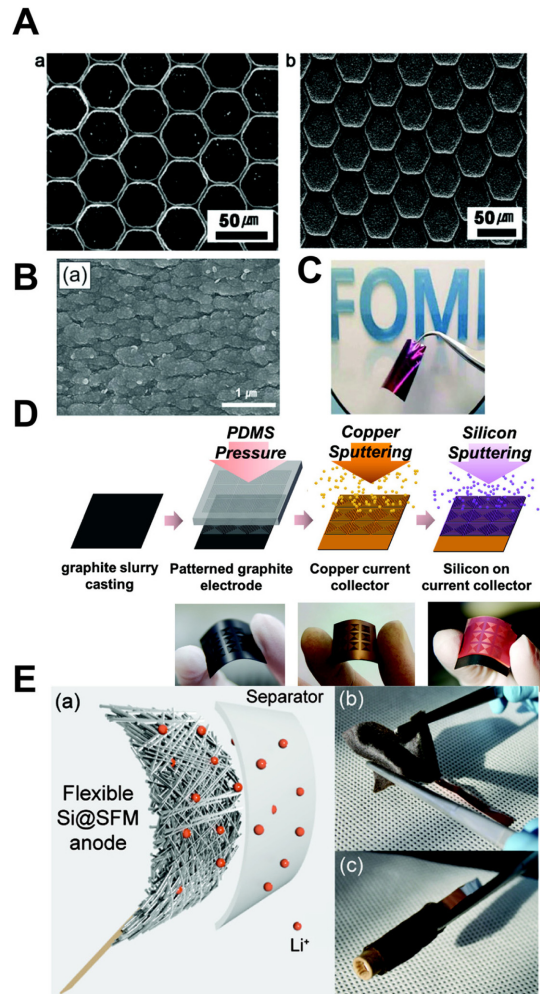 A
a
b
50 µm
50 µm
B
(a)
1 µm
C
FOMI
D
PDMS
Pressure
Copper
Sputtering
Silicon
Sputtering
graphite slurry
casting
Patterned graphite
electrode
Copper current
collector
Silicon on
current collector
E
(a)
Separator
Flexible
Si@SFM
anode
Li⁺
(b)
(c)